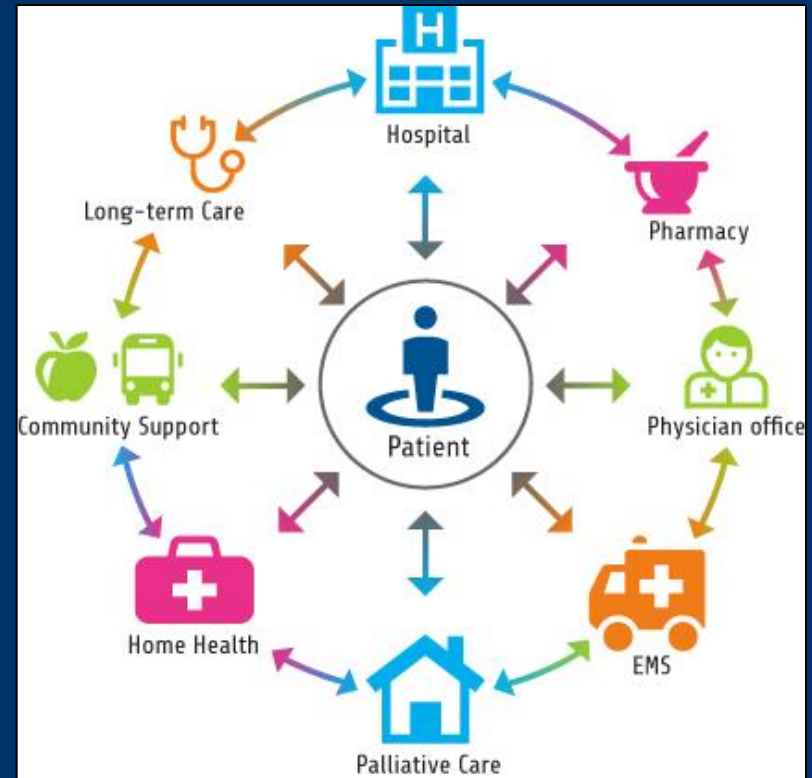 H
Hospital
Long-term Care
Pharmacy
Community Support
Patient
Physician office
Home Health
EMS
Palliative Care